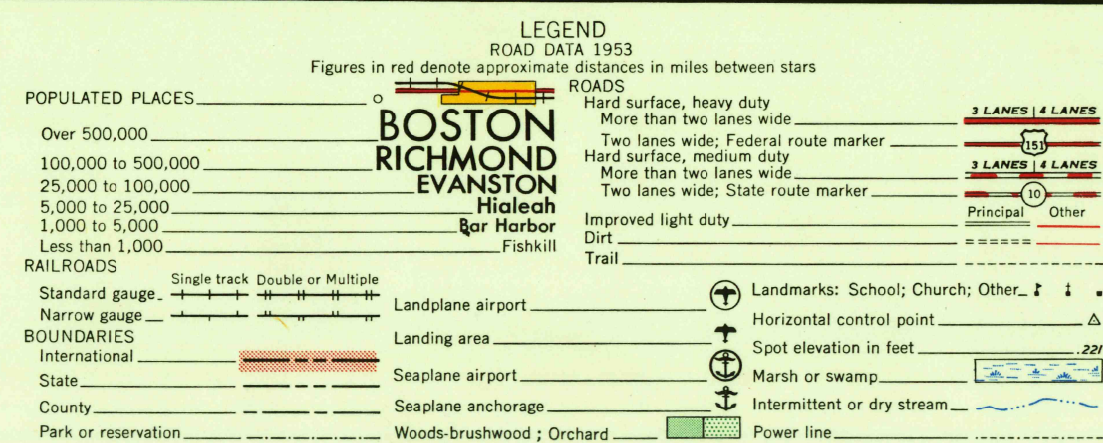 LEGEND
ROAD DATA 1953
Figures in red denote approximate distances in miles between stars
POPULATED PLACES
Over 500,000 BOSTON
100,000 to 500,000 RICHMOND
25,000 to 100,000 EVANSTON
5,000 to 25,000 Hialeah
1,000 to 5,000 Bar Harbor
Less than 1,000 Fishkill
RAILROADS
Single track Double or Multiple
Standard gauge
Narrow gauge
BOUNDARIES
International
State
County
Park or reservation
ROADS
Hard surface, heavy duty
More than two lanes wide 3 LANES | 4 LANES
Two lanes wide; Federal route marker 151
Hard surface, medium duty
More than two lanes wide 3 LANES | 4 LANES
Two lanes wide; State route marker 10
Principal Other
Improved light duty
Dirt
Trail
Landplane airport
Landing area
Seaplane airport
Seaplane anchorage
Woods-brushwood ; Orchard
Landmarks: School; Church; Other
Horizontal control point
Spot elevation in feet .221
Marsh or swamp
Intermittent or dry stream
Power line